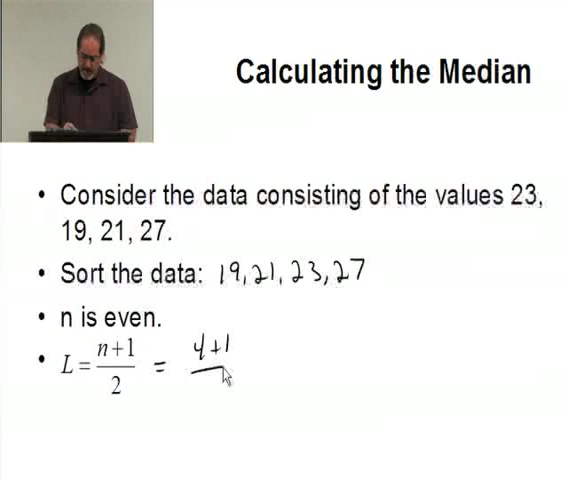 Calculating the Median
• Consider the data consisting of the values 23,
19, 21, 27.
• Sort the data: 19, 21, 23, 27
• n is even.
• L = n+1 / 2 = 4+1 /